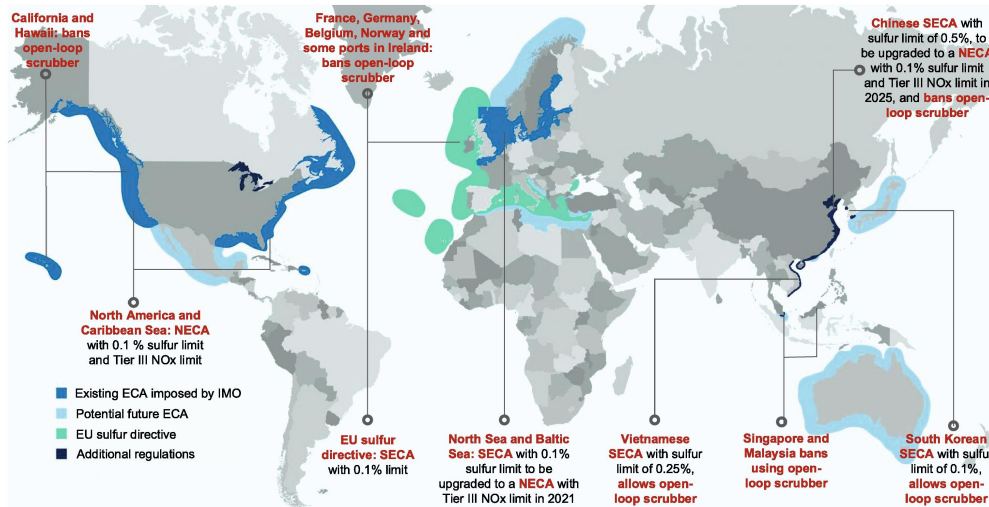 California and
Hawaii: bans
open-loop
scrubber
France, Germany,
Belgium, Norway and
some ports in Ireland:
bans open-loop
scrubber
Chinese SECA with
sulfur limit of 0.5%, to
be upgraded to a NECA
with 0.1% sulfur limit
and Tier III NOx limit in
2025, and bans open-
loop scrubber
North America and
Caribbean Sea: NECA
with 0.1 % sulfur limit
and Tier III NOx limit
Existing ECA imposed by IMO
Potential future ECA
EU sulfur directive
Additional regulations
EU sulfur
directive: SECA
with 0.1% limit
North Sea and Baltic
Sea: SECA with 0.1%
sulfur limit to be
upgraded to a NECA with
Tier III NOx limit in 2021
Vietnamese
SECA with sulfur
limit of 0.25%,
allows open-
loop scrubber
Singapore and
Malaysia bans
using open-
loop scrubber
South Korean
SECA with sulfu
limit of 0.1%,
allows open-
loop scrubber